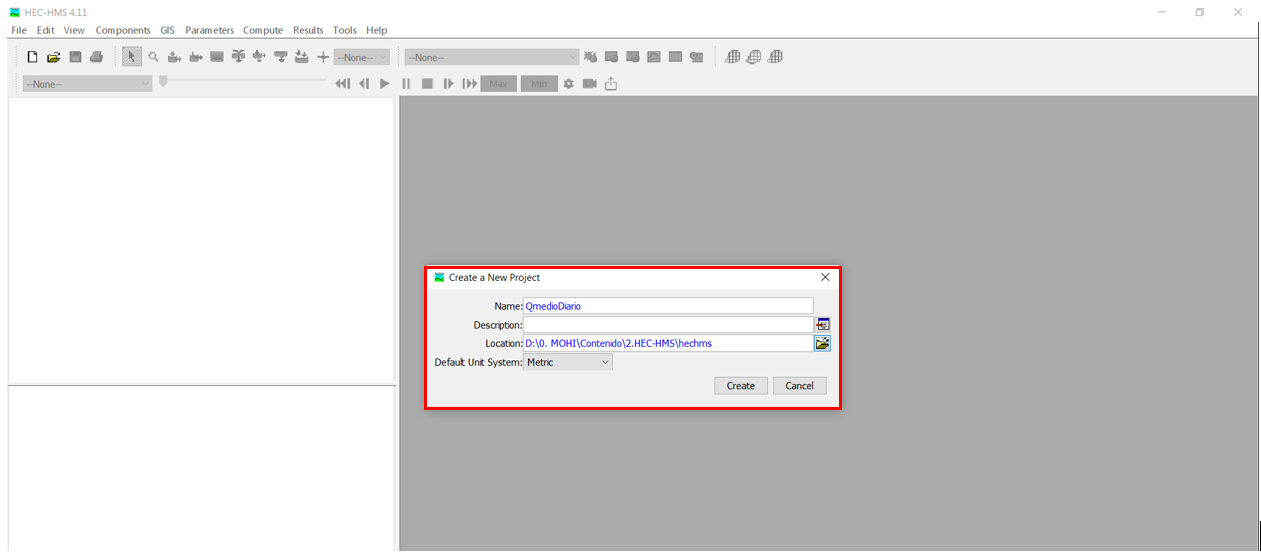 HEC-HMS 4.11
File Edit View Components GIS Parameters Compute Results Tools Help
--None-- --None--
--None-- Max Min
Create a New Project
Name: QmedioDiario
Description:
Location: D:\0. MOHI\Contenido\2.HEC-HMS\hechms
Default Unit System: Metric
Create Cancel